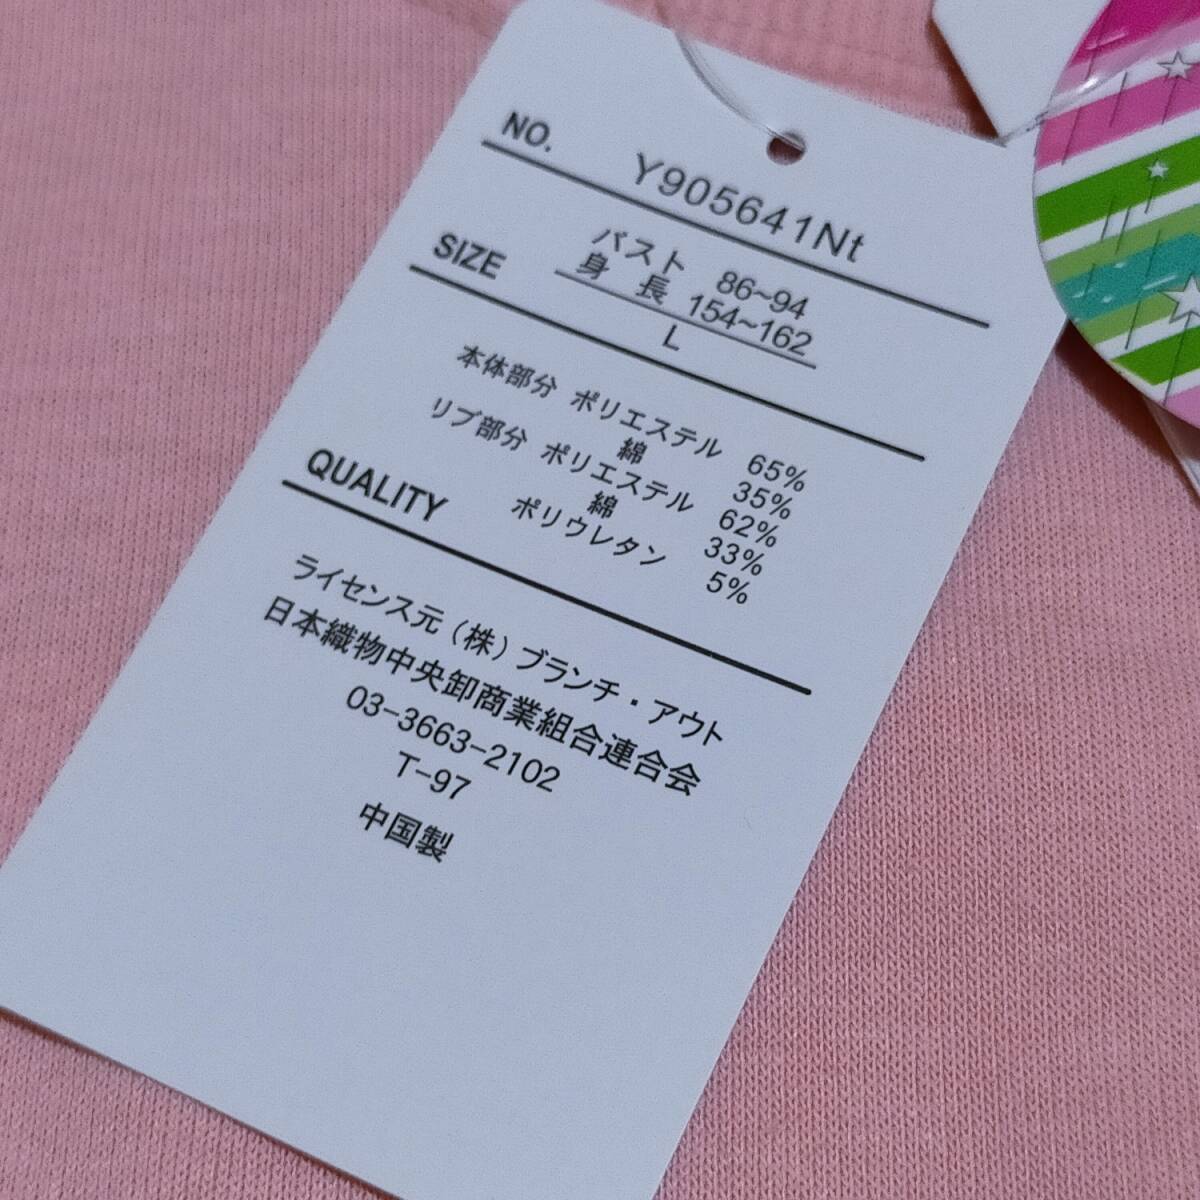 NO. Y905641Nt
バスト 86~94
身 長 154~162
SIZE L
本体部分 ポリエステル 65%
綿 35%
リブ部分 ポリエステル 62%
綿 33%
QUALITY ポリウレタン 5%
ライセンス元(株)ブランチ・アウト
日本織物中央卸商業組合連合会
03-3663-2102
T-97
中国製